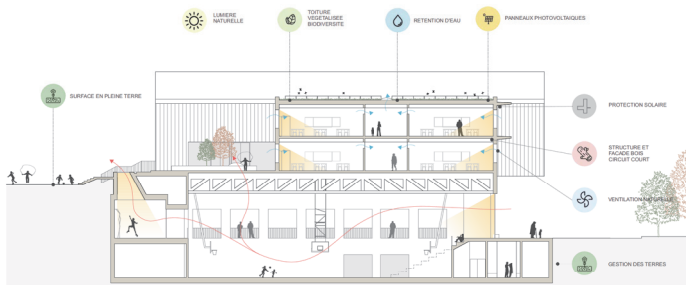 LUMIERE
NATURELLE
TOITURE
VEGETALISEE
BIODIVERSITE
RETENTION D'EAU
PANNEAUX PHOTOVOLTAIQUES
SURFACE EN PLEINE TERRE
PROTECTION SOLAIRE
STRUCTURE ET
FACADE BOIS
CIRCUIT COURT
VENTILATION NATURELLE
GESTION DES TERRES